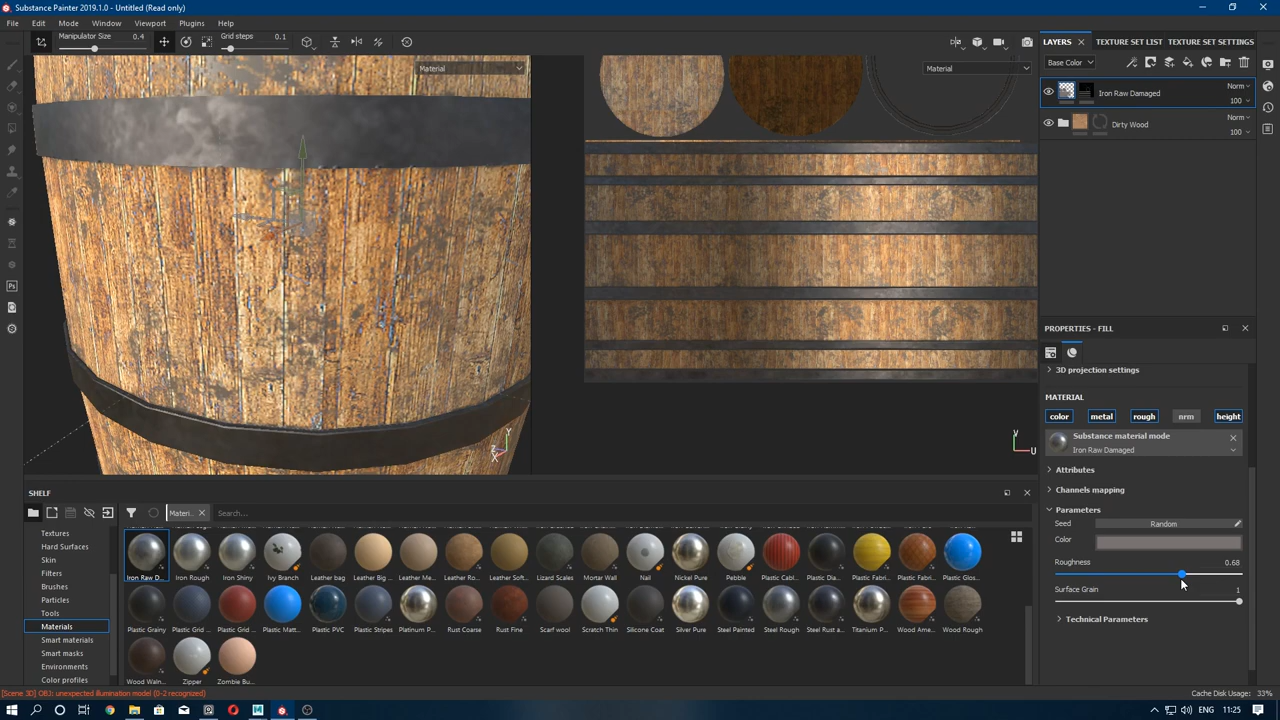 Substance Painter 2019.1.0 - Untitled (Read only)
File Edit Mode Window Viewport Plugins Help
Manipulator Size 0.4 Grid steps 0.1
Material
Material
Y
Z
X
V
U
LAYERS TEXTURE SET LIST TEXTURE SET SETTINGS
Base Color
Iron Raw Damaged Norm
100
Dirty Wood Norm
100
PROPERTIES - FILL
3D projection settings
MATERIAL
color metal rough nrm height
Substance material mode
Iron Raw Damaged
Attributes
Channels mapping
Parameters
Seed Random
Color
Roughness 0.68
Surface Grain 1
Technical Parameters
SHELF
Materi... Search...
Textures
Hard Surfaces
Skin
Filters
Brushes
Particles
Tools
Materials
Smart materials
Smart masks
Environments
Color profiles
Iron Raw D... Iron Rough Iron Shiny Ivy Branch Leather bag Leather Big ... Leather Me... Leather Ro... Leather Soft... Lizard Scales Mortar Wall Nail Nickel Pure Pebble Plastic Cabl... Plastic Dia... Plastic Fabri... Plastic Fabri... Plastic Glos...
Plastic Grainy Plastic Grid ... Plastic Grid ... Plastic Matt... Plastic PVC Plastic Stripes Platinum P... Rust Coarse Rust Fine Scarf wool Scratch Thin Silicone Coat Silver Pure Steel Painted Steel Rough Steel Rust a... Titanium P... Wood Ame... Wood Rough
Wood Waln... Zipper Zombie Bu...
[Scene 3D] OBJ: unexpected illumination model (0-2 recognized)
Cache Disk Usage: 33%
Ps
ENG 11:25